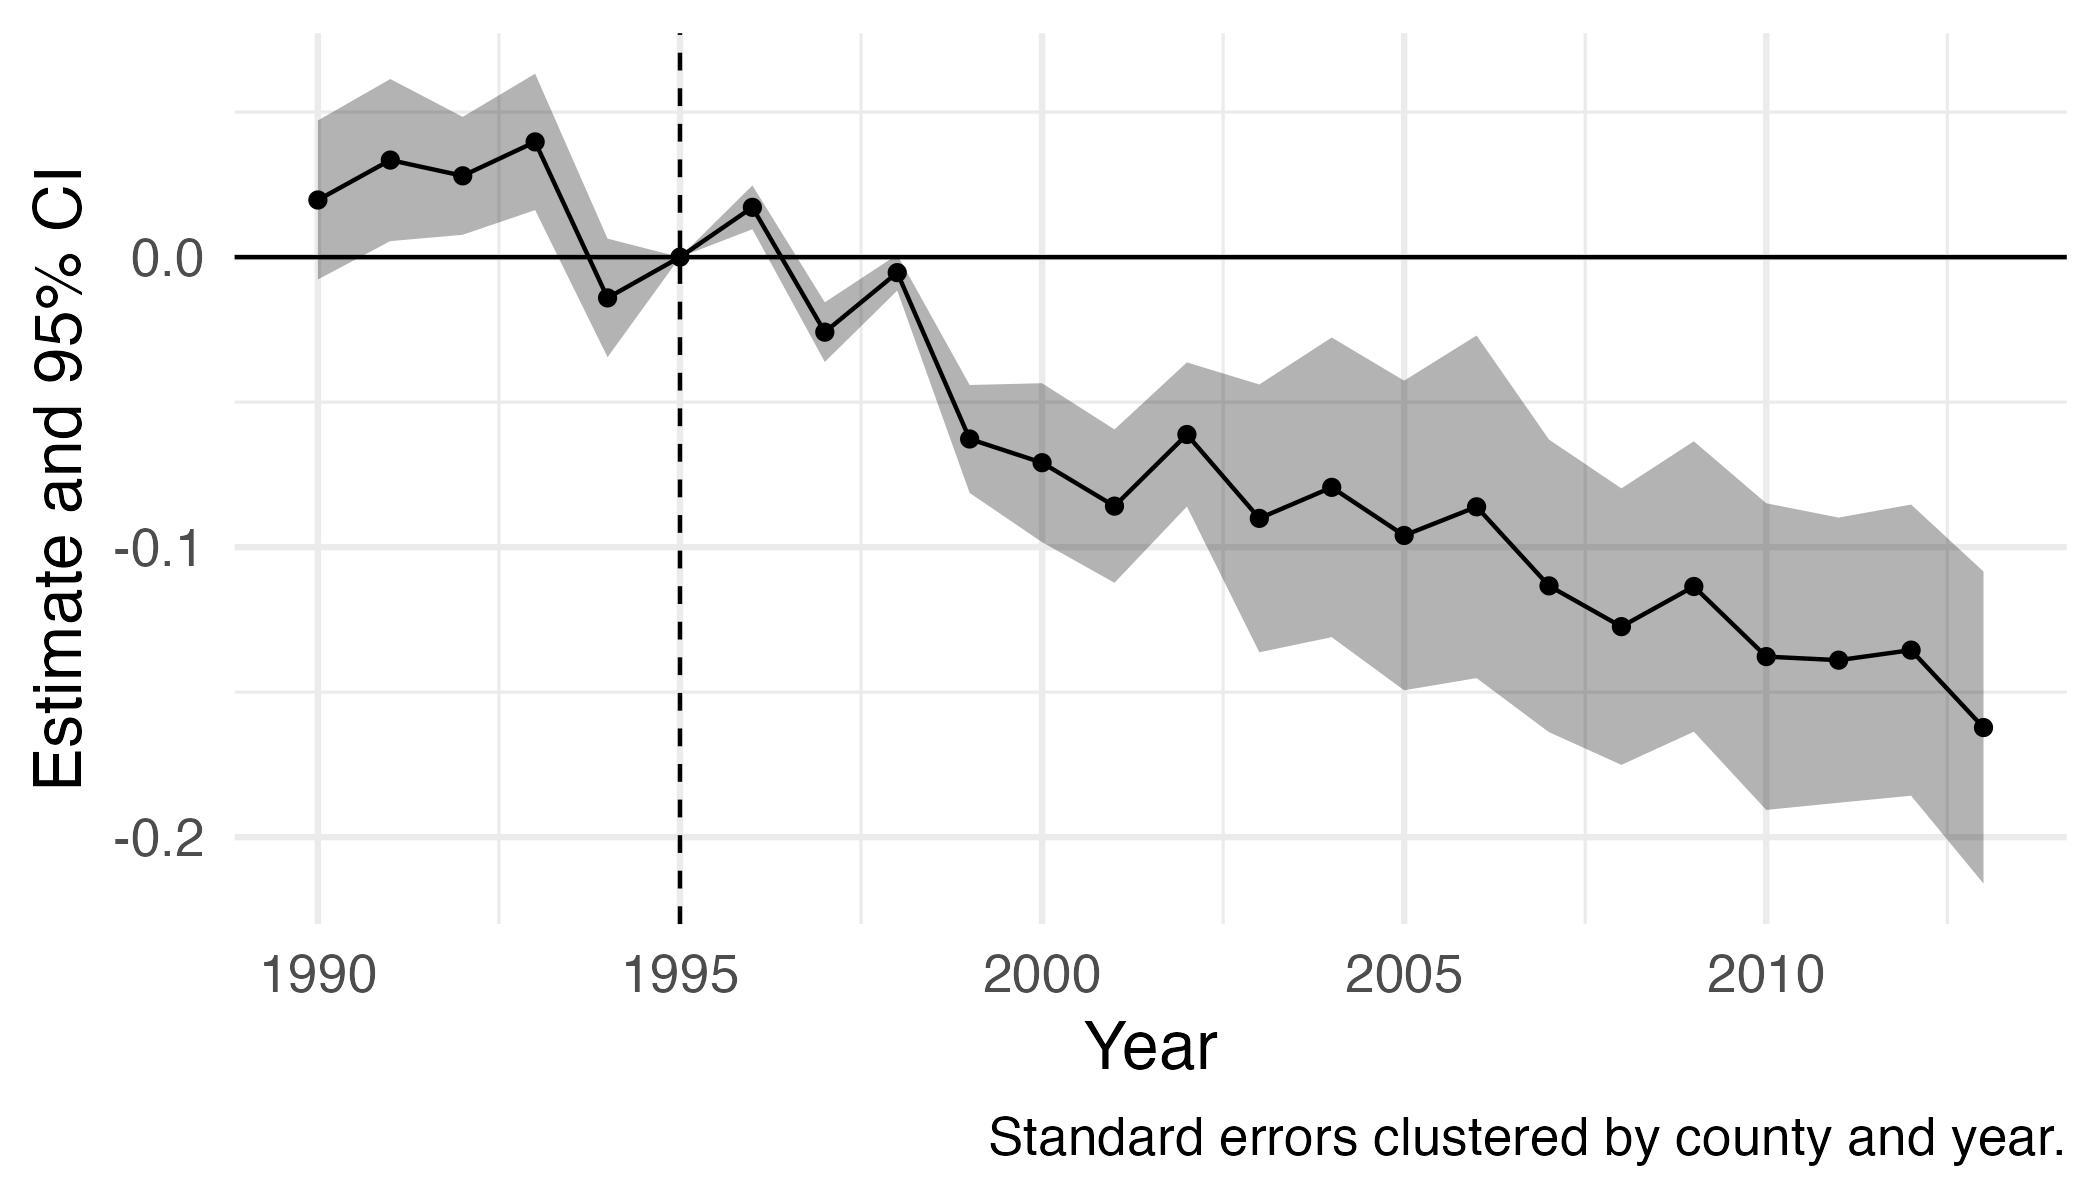 Estimate and 95% CI
0.0
-0.1
-0.2
1990 1995 2000 2005 2010
Year
Standard errors clustered by county and year.